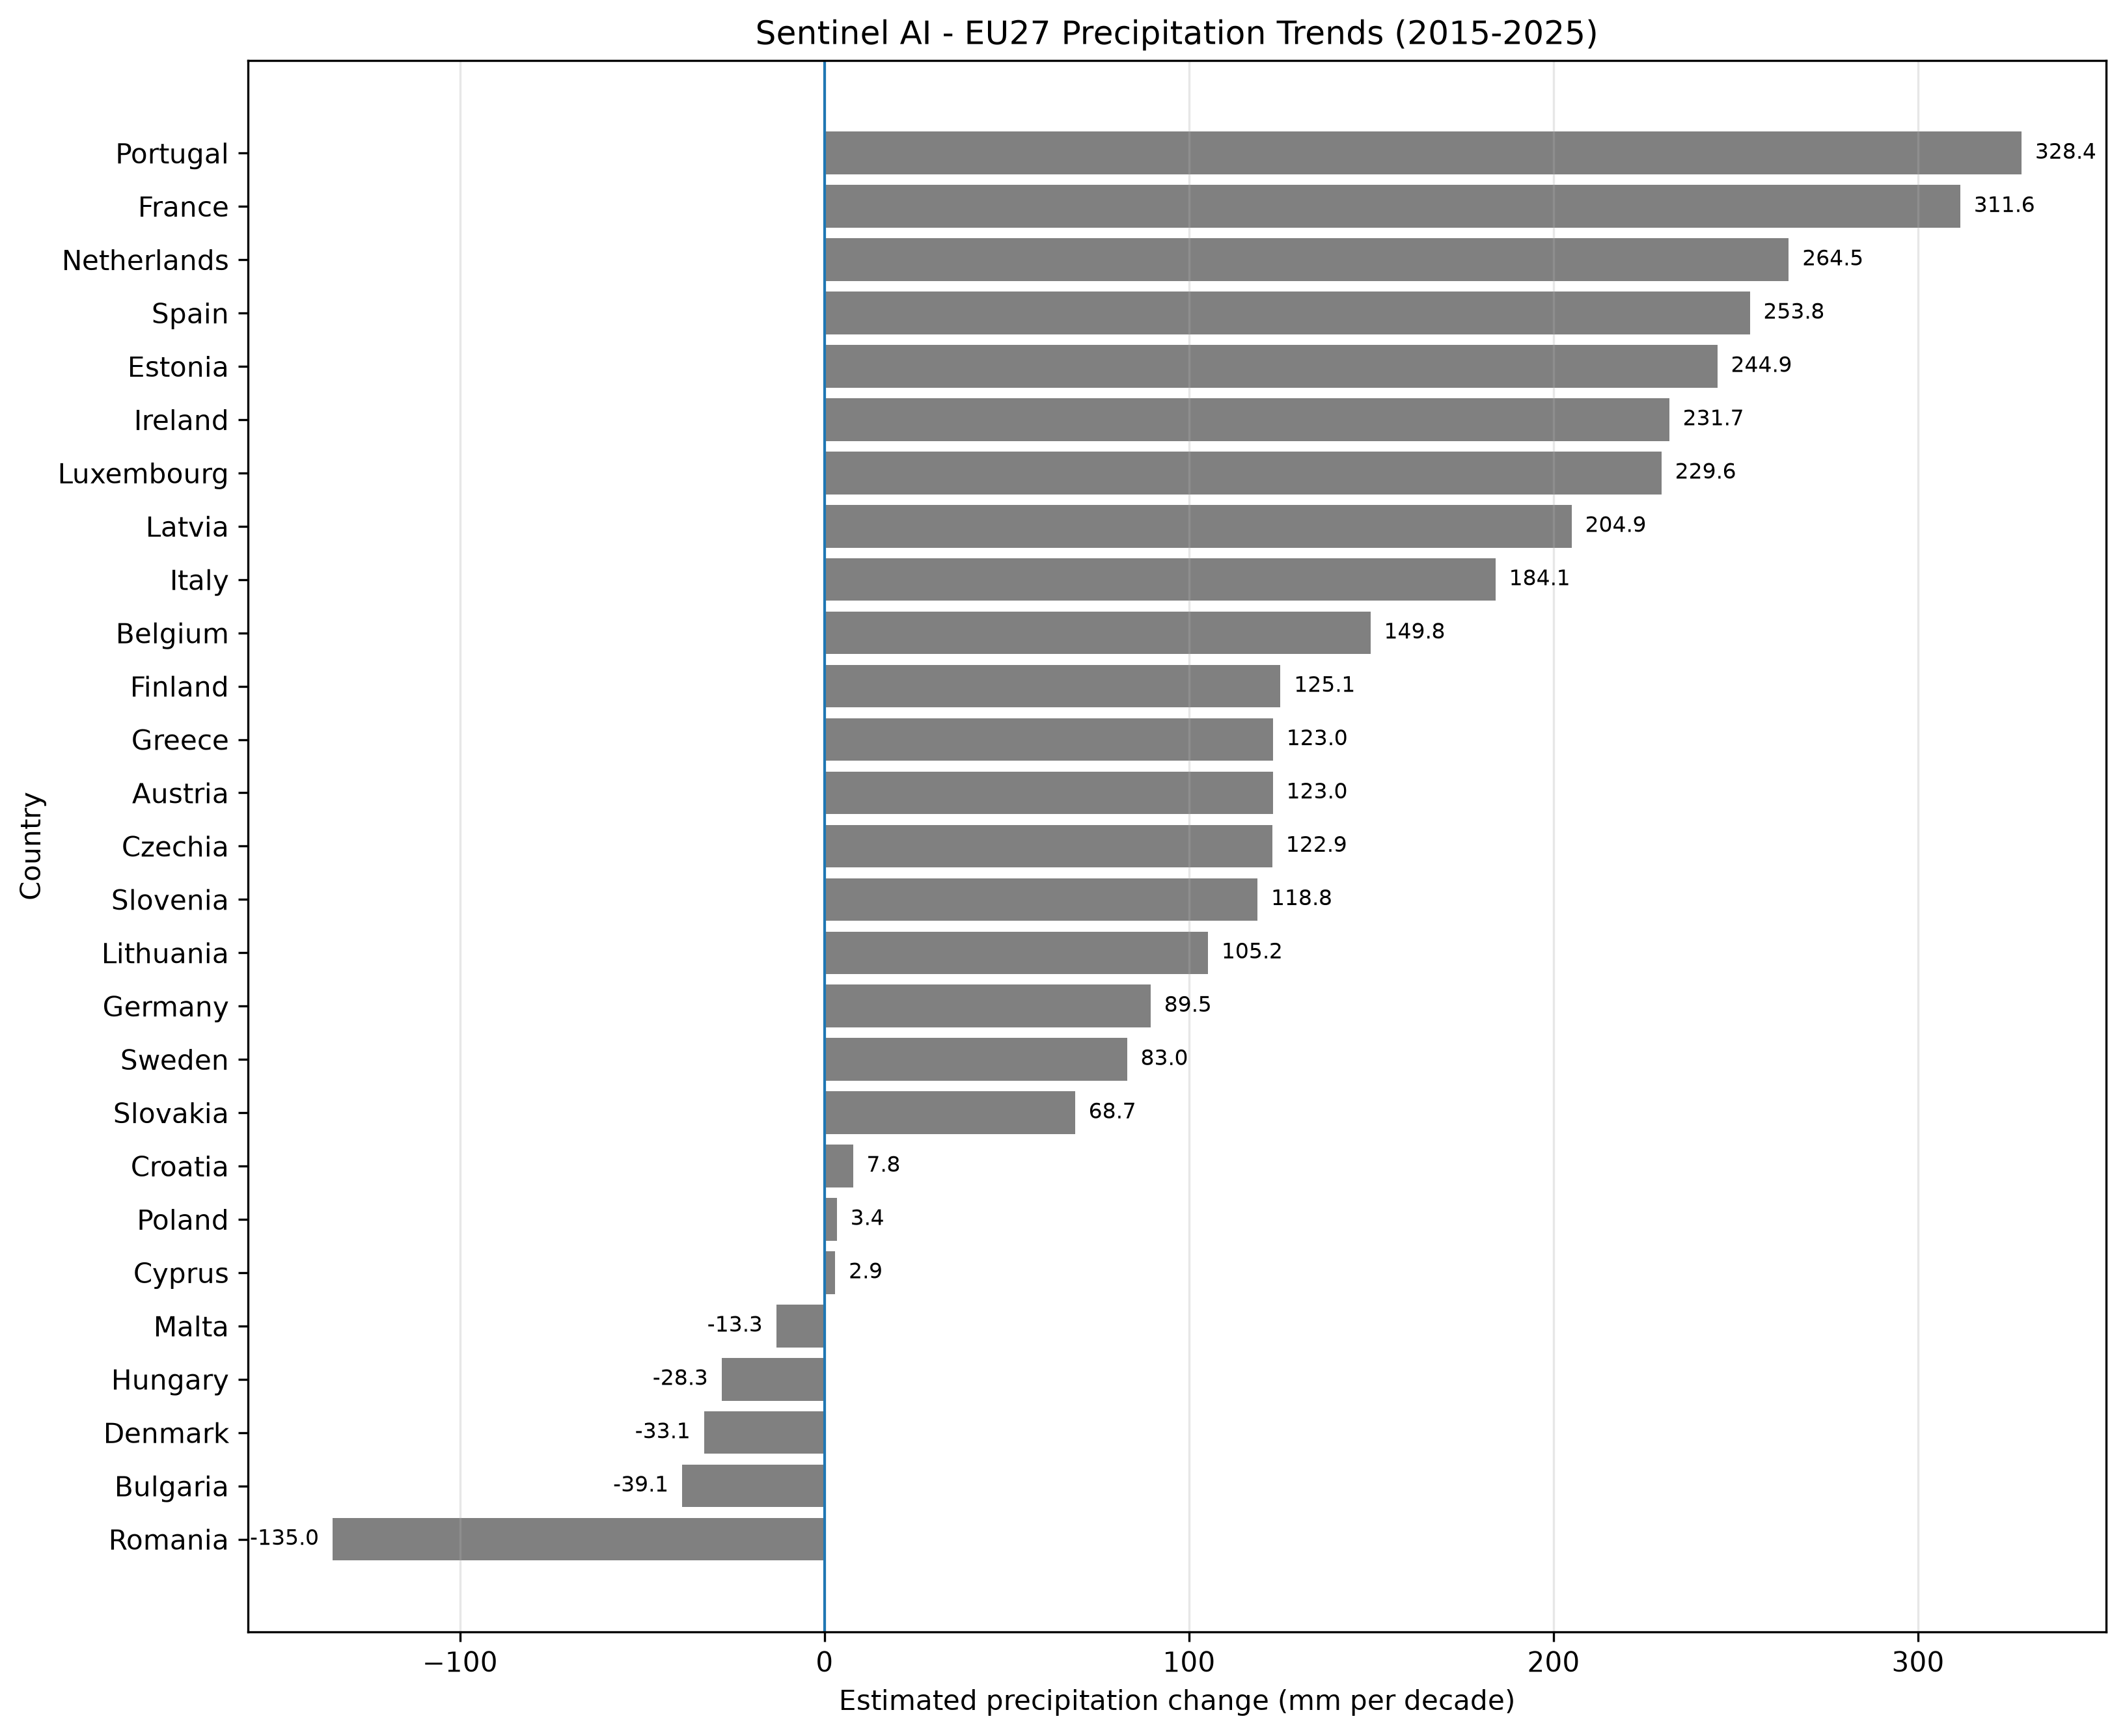 Sentinel AI - EU27 Precipitation Trends (2015-2025)
Portugal 328.4
France 311.6
Netherlands 264.5
Spain 253.8
Estonia 244.9
Ireland 231.7
Luxembourg 229.6
Latvia 204.9
Italy 184.1
Belgium 149.8
Finland 125.1
Greece 123.0
Austria 123.0
Czechia 122.9
Slovenia 118.8
Lithuania 105.2
Germany 89.5
Sweden 83.0
Slovakia 68.7
Croatia 7.8
Poland 3.4
Cyprus 2.9
Malta -13.3
Hungary -28.3
Denmark -33.1
Bulgaria -39.1
Romania -135.0
Country
−100 0 100 200 300
Estimated precipitation change (mm per decade)